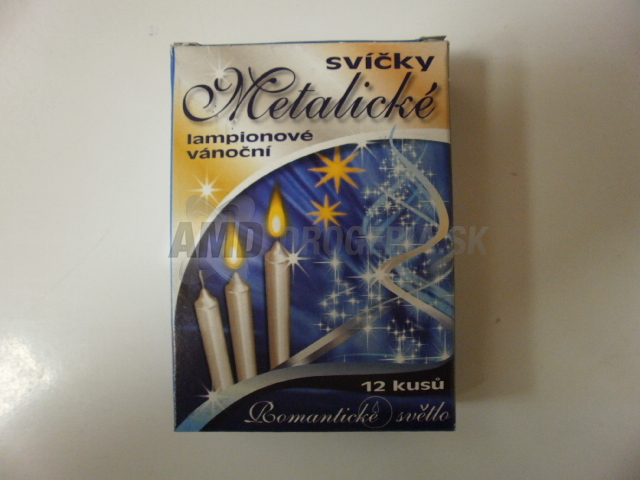 svíčky
Metalické
lampionové
vánoční
AMD DROGERIA.SK
12 kusů
Romantické světlo